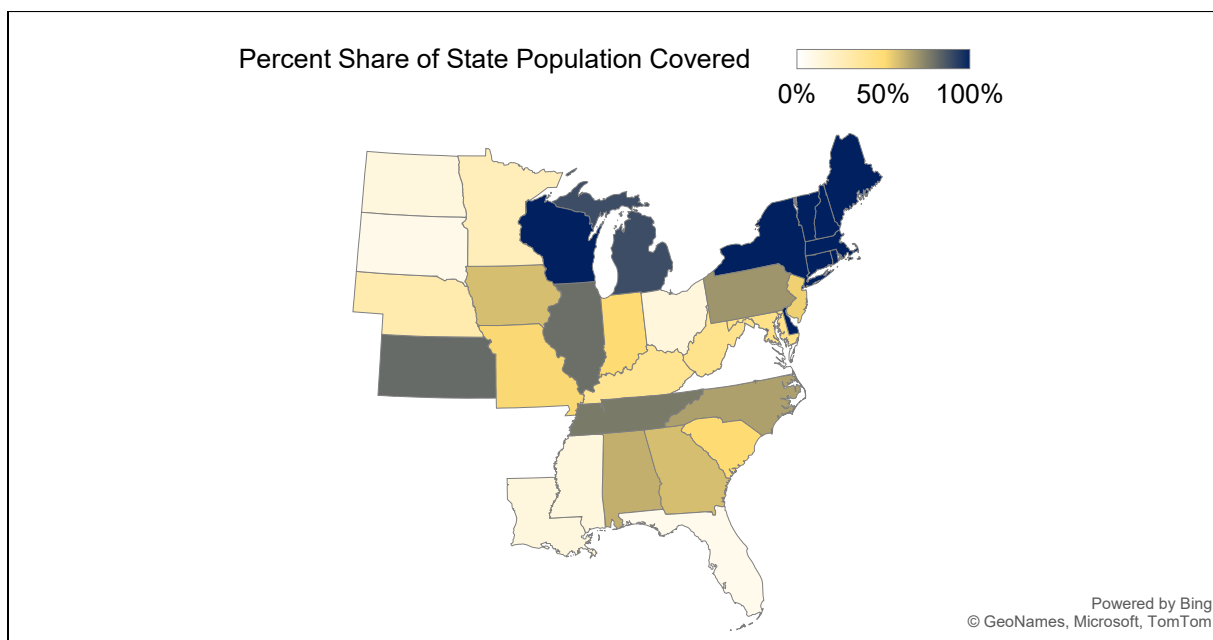 Percent Share of State Population Covered
0% 50% 100%
Powered by Bing
© GeoNames, Microsoft, TomTom